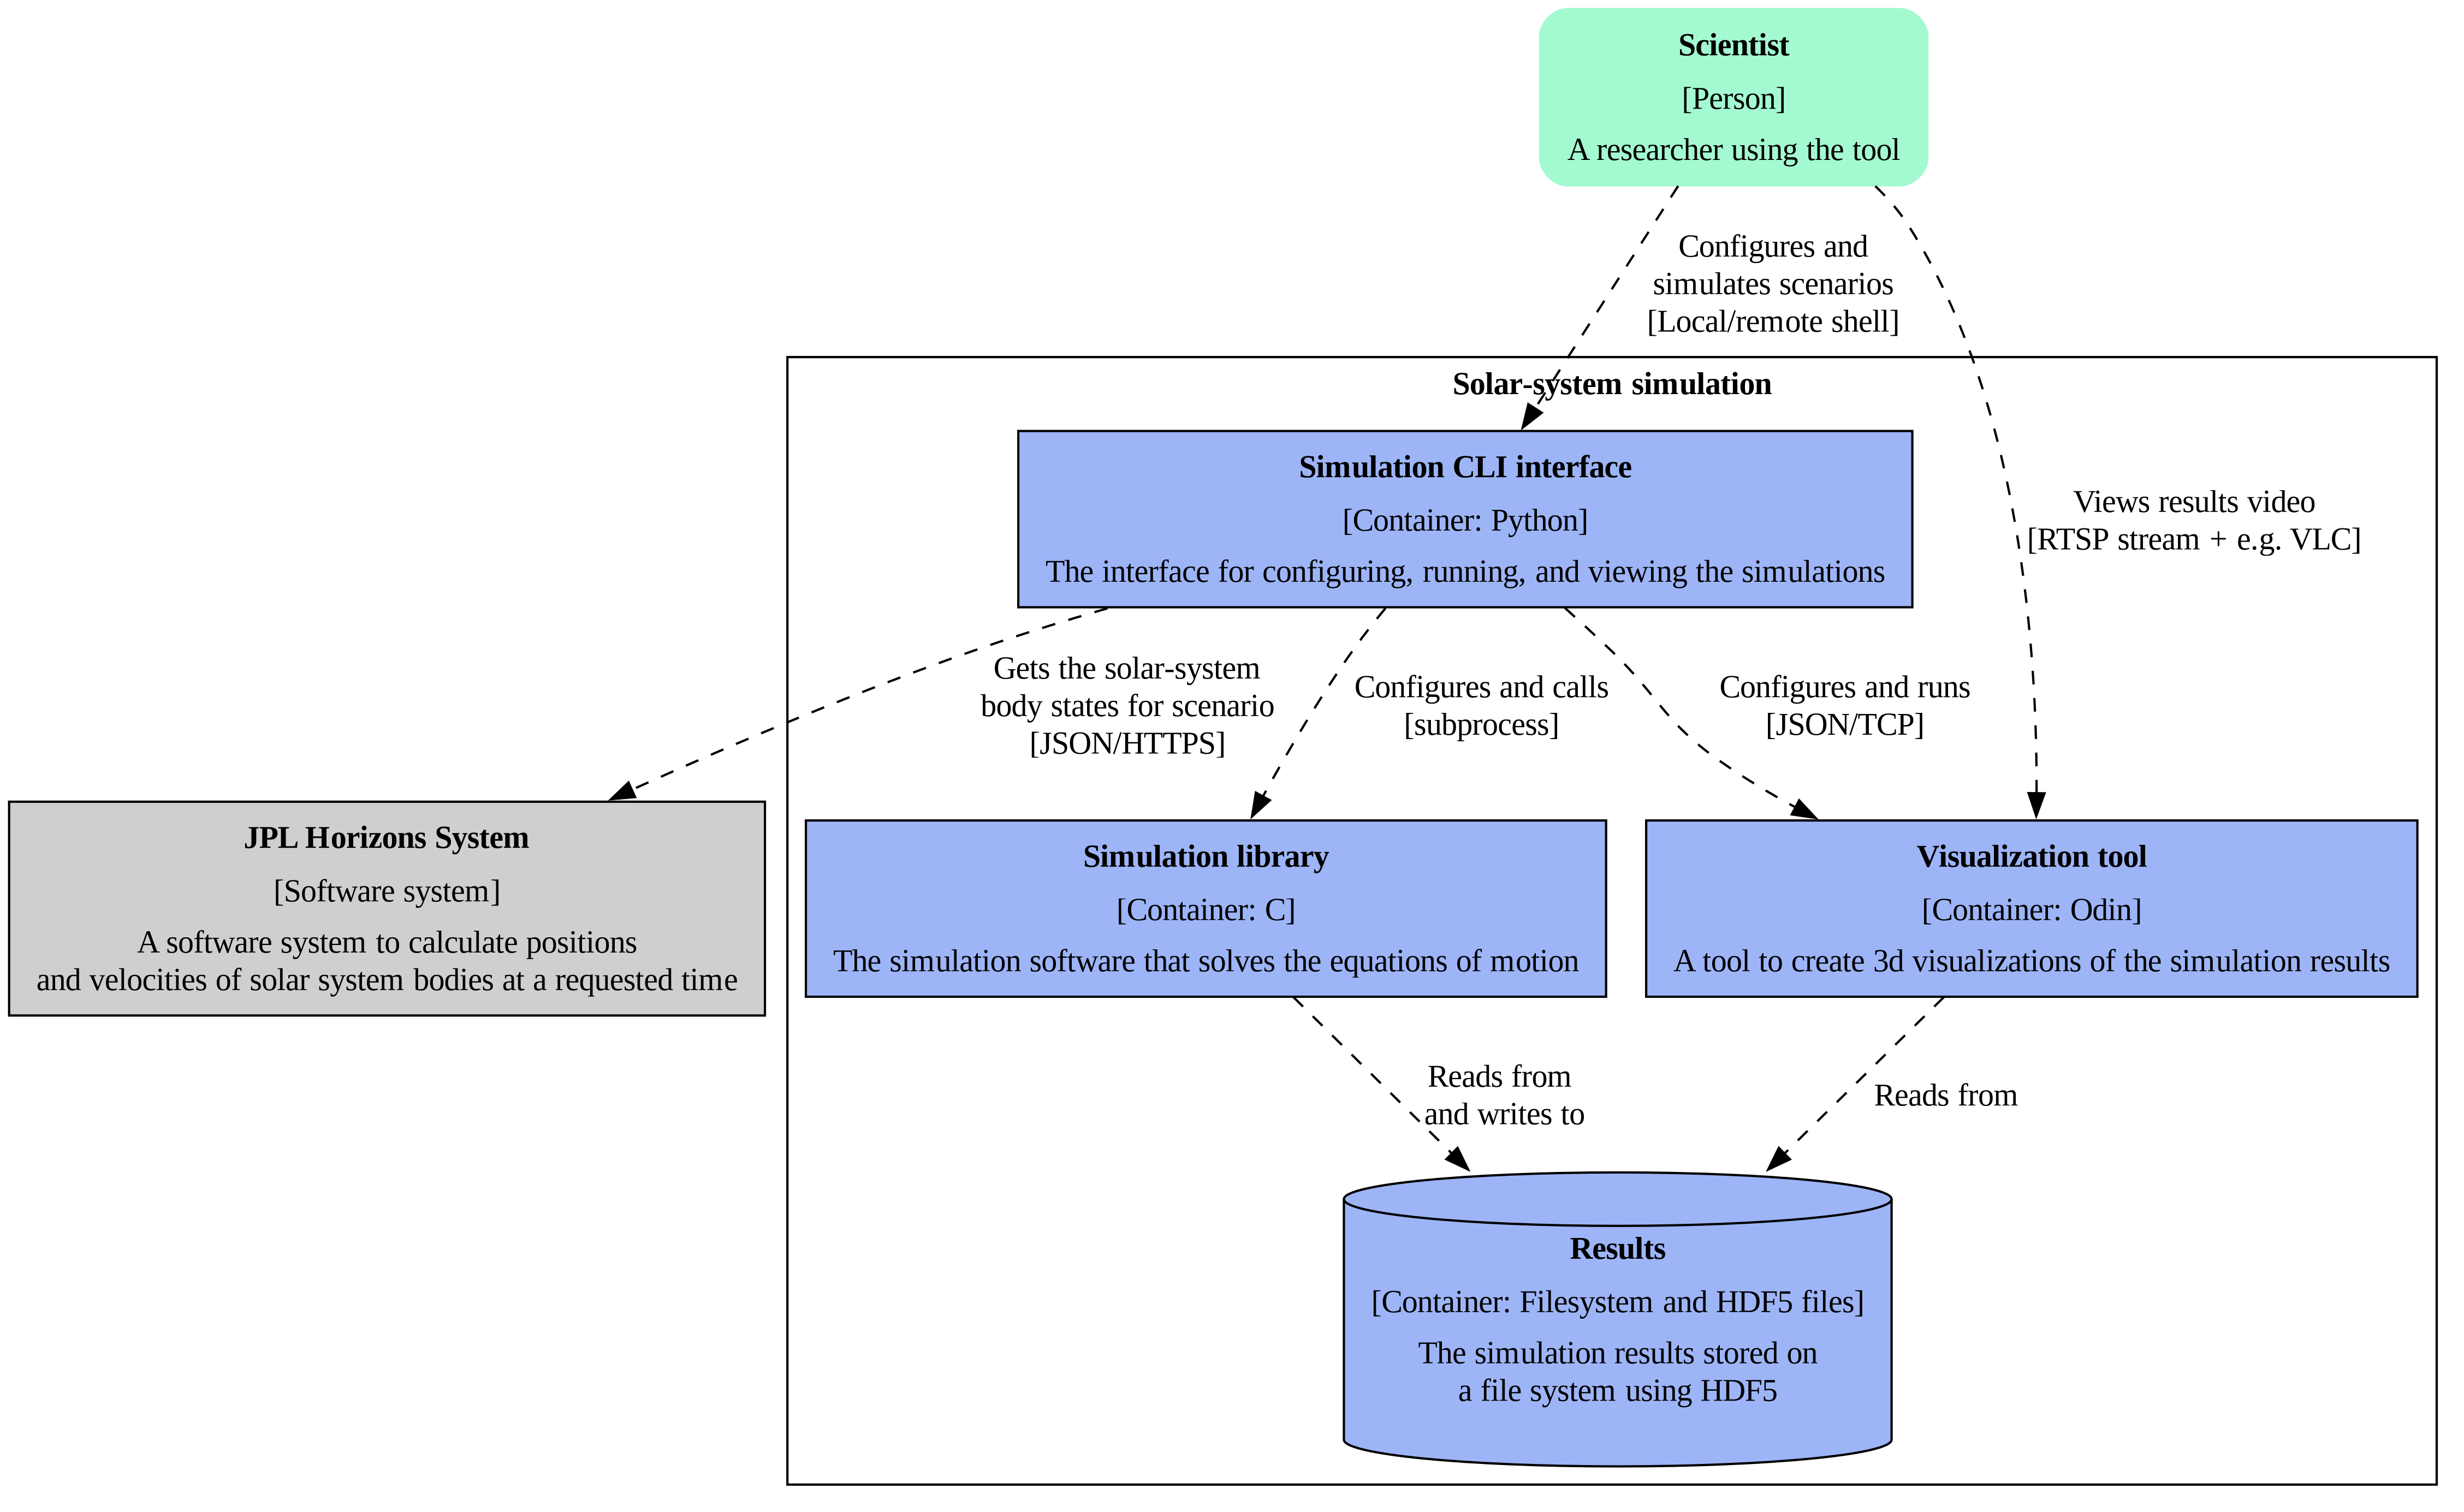 Scientist
[Person]
A researcher using the tool
Configures and
simulates scenarios
[Local/remote shell]
Solar-system simulation
Simulation CLI interface
[Container: Python]
The interface for configuring, running, and viewing the simulations
Views results video
[RTSP stream + e.g. VLC]
Gets the solar-system
body states for scenario
[JSON/HTTPS]
Configures and calls
[subprocess]
Configures and runs
[JSON/TCP]
JPL Horizons System
[Software system]
A software system to calculate positions
and velocities of solar system bodies at a requested time
Simulation library
[Container: C]
The simulation software that solves the equations of motion
Visualization tool
[Container: Odin]
A tool to create 3d visualizations of the simulation results
Reads from
and writes to
Reads from
Results
[Container: Filesystem and HDF5 files]
The simulation results stored on
a file system using HDF5